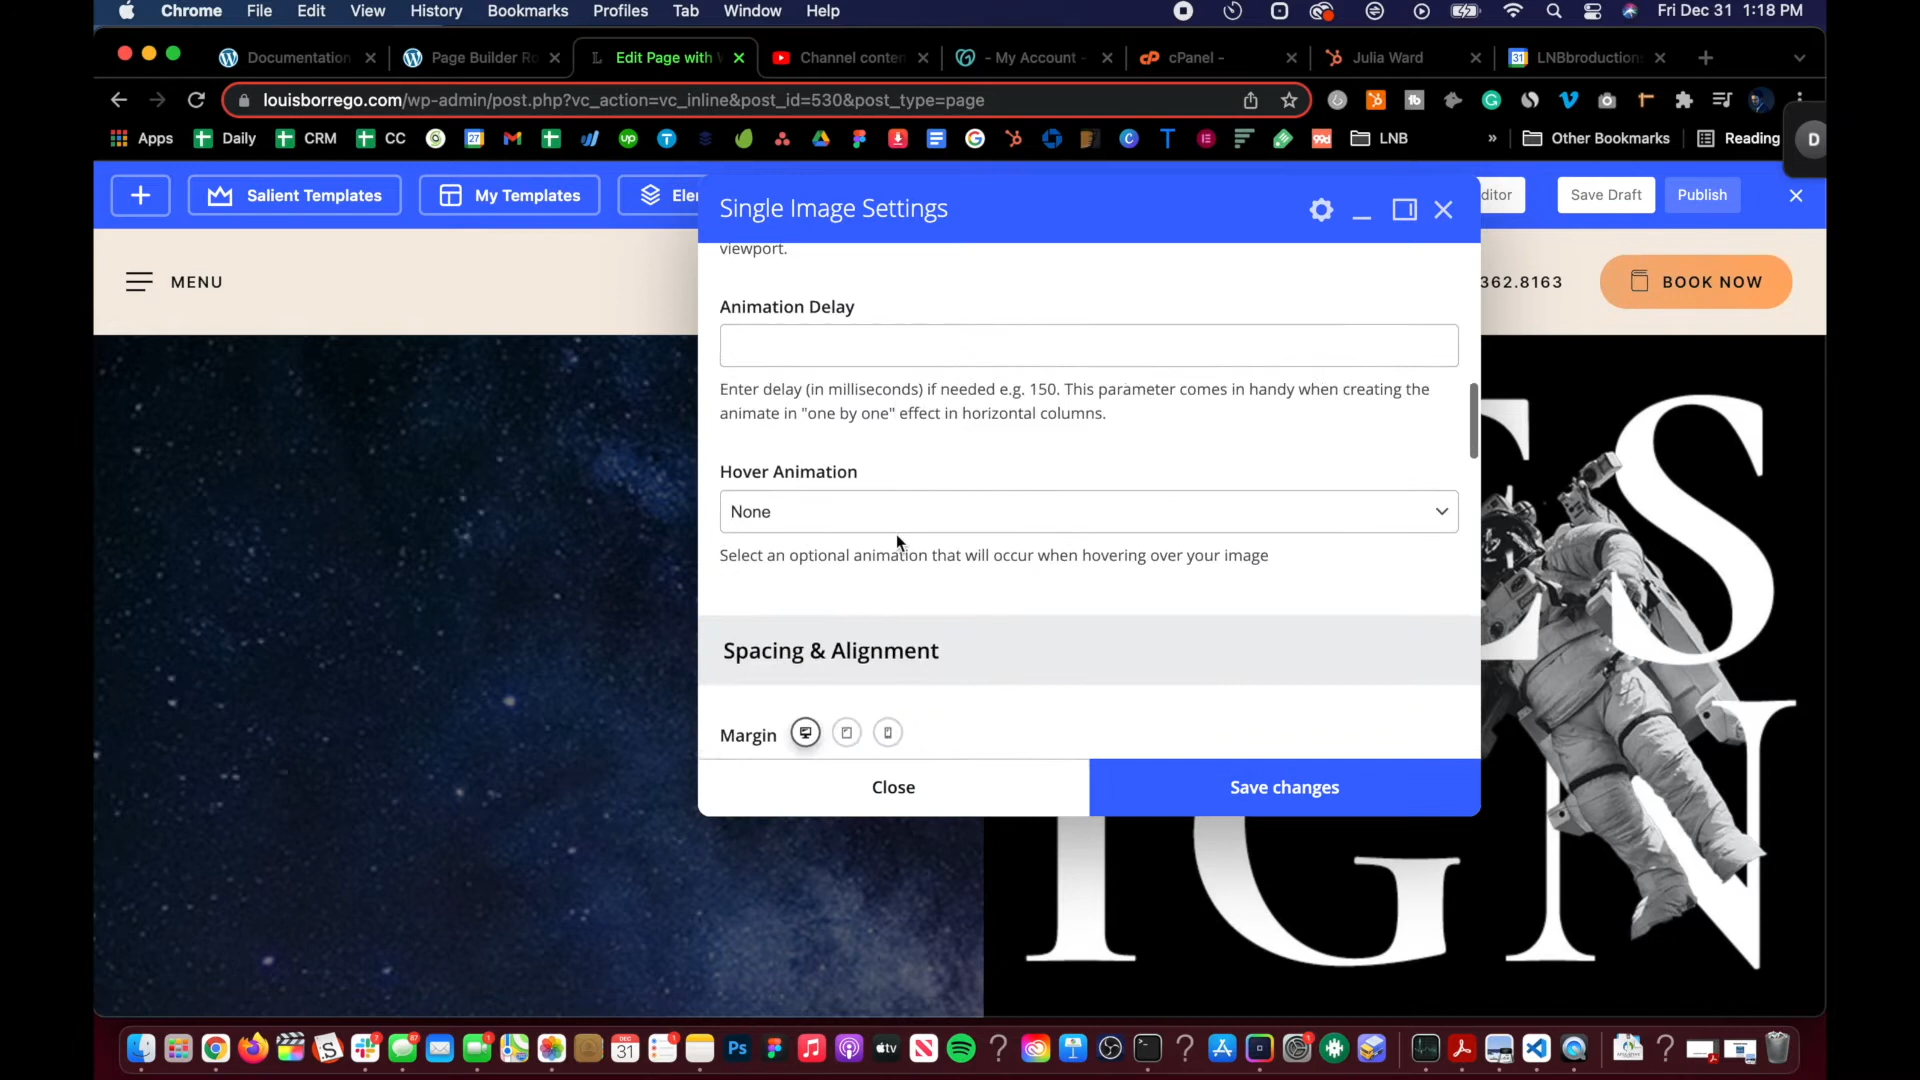 Chrome File Edit View History Bookmarks Profiles Tab Window Help Fri Dec 31 1:18 PM
Documentation Page Builder Ro Edit Page with Channel conten - My Account - cPanel - Julia Ward LNBbroduction
louisborrego.com/wp-admin/post.php?vc_action=vc_inline&post_id=530&post_type=page
Apps Daily CRM CC LNB » Other Bookmarks Reading
D
Salient Templates My Templates Ele ditor Save Draft Publish
Single Image Settings
viewport.
MENU 362.8163 BOOK NOW
Animation Delay
Enter delay (in milliseconds) if needed e.g. 150. This parameter comes in handy when creating the
animate in "one by one" effect in horizontal columns.
Hover Animation
None
Select an optional animation that will occur when hovering over your image
Spacing & Alignment
Margin
Close Save changes
ES
IGN